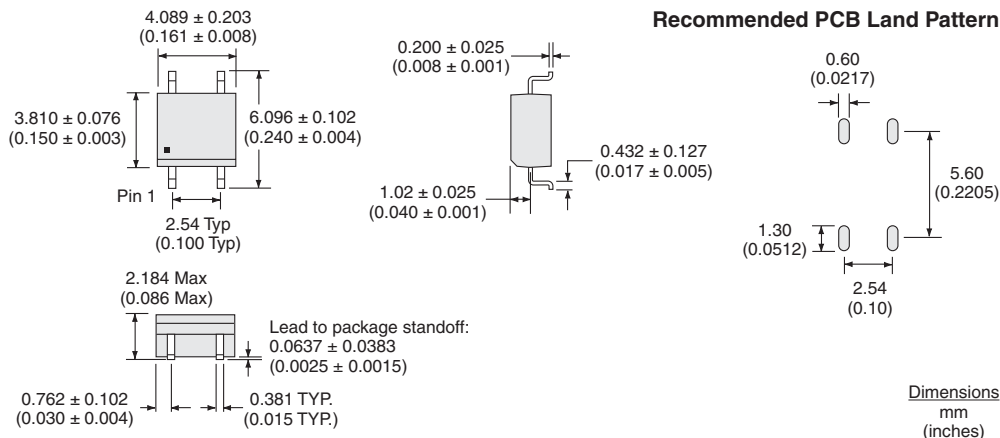 Recommended PCB Land Pattern
4.089 ± 0.203
(0.161 ± 0.008)
3.810 ± 0.076
(0.150 ± 0.003)
6.096 ± 0.102
(0.240 ± 0.004)
Pin 1
2.54 Typ
(0.100 Typ)
0.200 ± 0.025
(0.008 ± 0.001)
0.432 ± 0.127
(0.017 ± 0.005)
1.02 ± 0.025
(0.040 ± 0.001)
0.60
(0.0217)
5.60
(0.2205)
1.30
(0.0512)
2.54
(0.10)
2.184 Max
(0.086 Max)
Lead to package standoff:
0.0637 ± 0.0383
(0.0025 ± 0.0015)
0.762 ± 0.102
(0.030 ± 0.004)
0.381 TYP.
(0.015 TYP.)
Dimensions
mm
(inches)